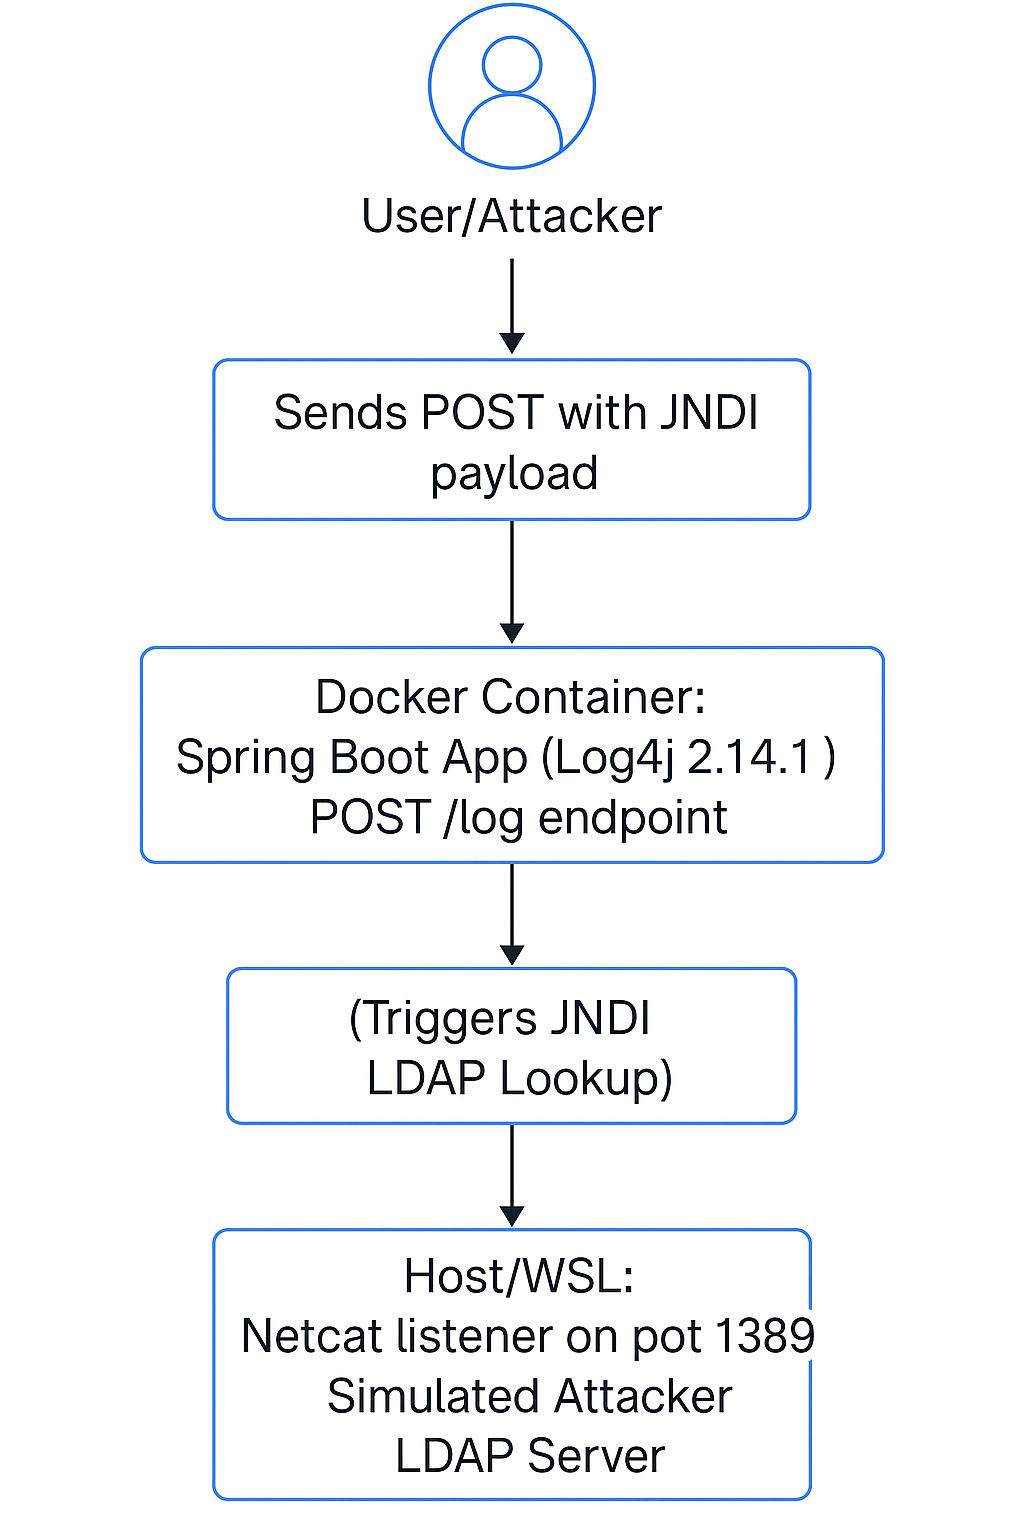 User/Attacker
Sends POST with JNDI
payload
Docker Container:
Spring Boot App (Log4j 2.14.1 )
POST /log endpoint
(Triggers JNDI
LDAP Lookup)
Host/WSL:
Netcat listener on pot 1389
Simulated Attacker
LDAP Server